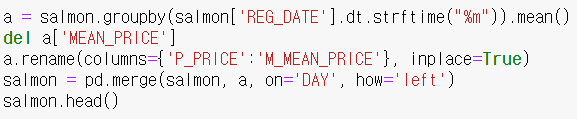 a = salmon.groupby(salmon['REG_DATE'].dt.strftime("%m")).mean()
del a['MEAN_PRICE']
a.rename(columns={'P_PRICE':'M_MEAN_PRICE'}, inplace=True)
salmon = pd.merge(salmon, a, on='DAY', how='left')
salmon.head()